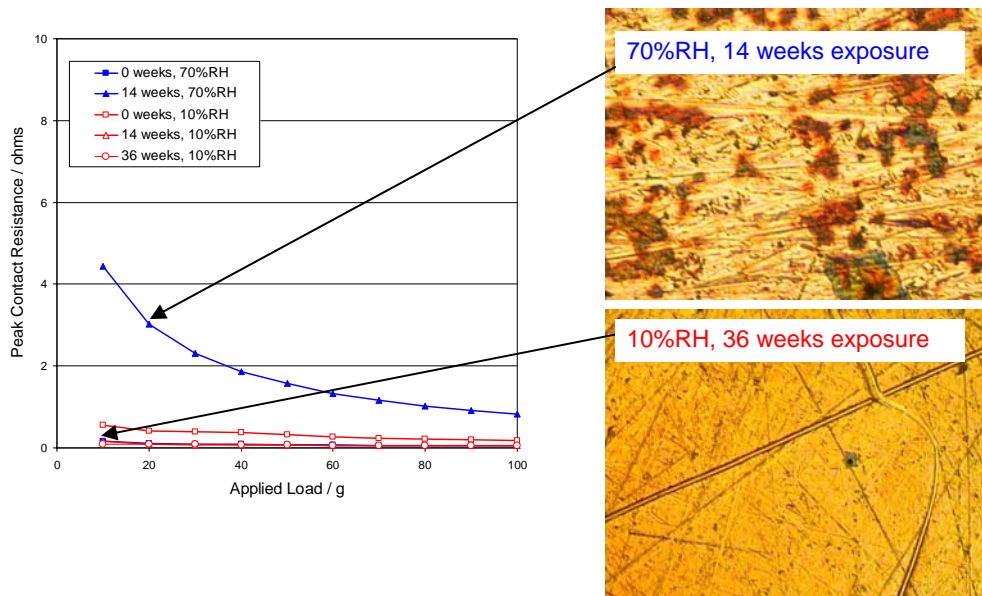 10
8
6
4
2
0
0 weeks, 70%RH
14 weeks, 70%RH
0 weeks, 10%RH
14 weeks, 10%RH
36 weeks, 10%RH
Peak Contact Resistance / ohms
0 20 40 60 80 100
Applied Load / g
70%RH, 14 weeks exposure
10%RH, 36 weeks exposure